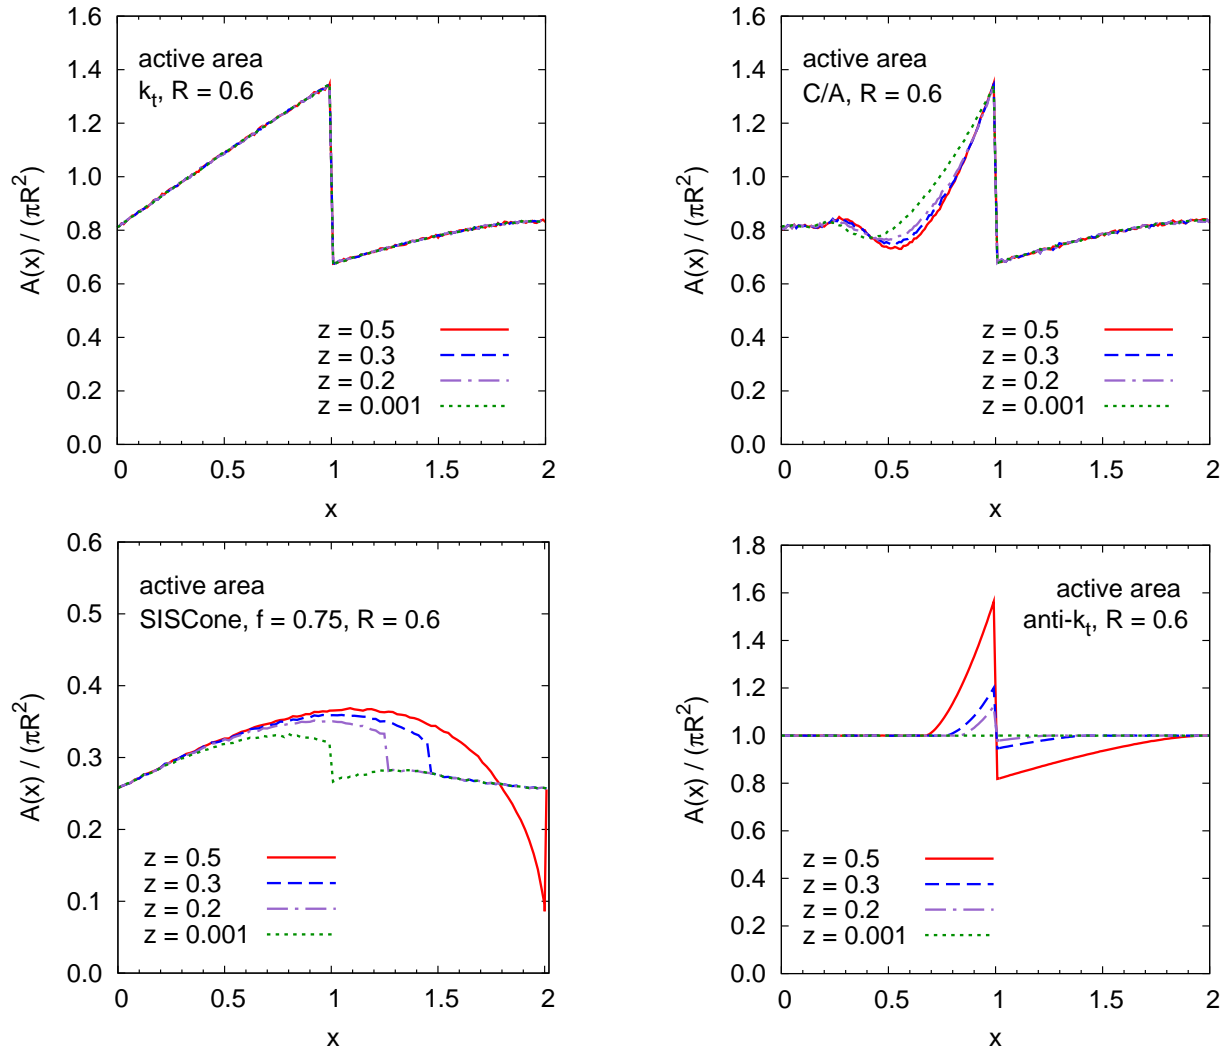 active area
k_t, R = 0.6
A(x) / (πR^2)
1.6
1.4
1.2
1.0
0.8
0.6
0.4
0.2
0.0
z = 0.5
z = 0.3
z = 0.2
z = 0.001
0 0.5 1 1.5 2
x
active area
C/A, R = 0.6
A(x) / (πR^2)
1.6
1.4
1.2
1.0
0.8
0.6
0.4
0.2
0.0
z = 0.5
z = 0.3
z = 0.2
z = 0.001
0 0.5 1 1.5 2
x
active area
SISCone, f = 0.75, R = 0.6
A(x) / (πR^2)
0.6
0.5
0.4
0.3
0.2
0.1
0.0
z = 0.5
z = 0.3
z = 0.2
z = 0.001
0 0.5 1 1.5 2
x
active area
anti-k_t, R = 0.6
A(x) / (πR^2)
1.8
1.6
1.4
1.2
1.0
0.8
0.6
0.4
0.2
0.0
z = 0.5
z = 0.3
z = 0.2
z = 0.001
0 0.5 1 1.5 2
x